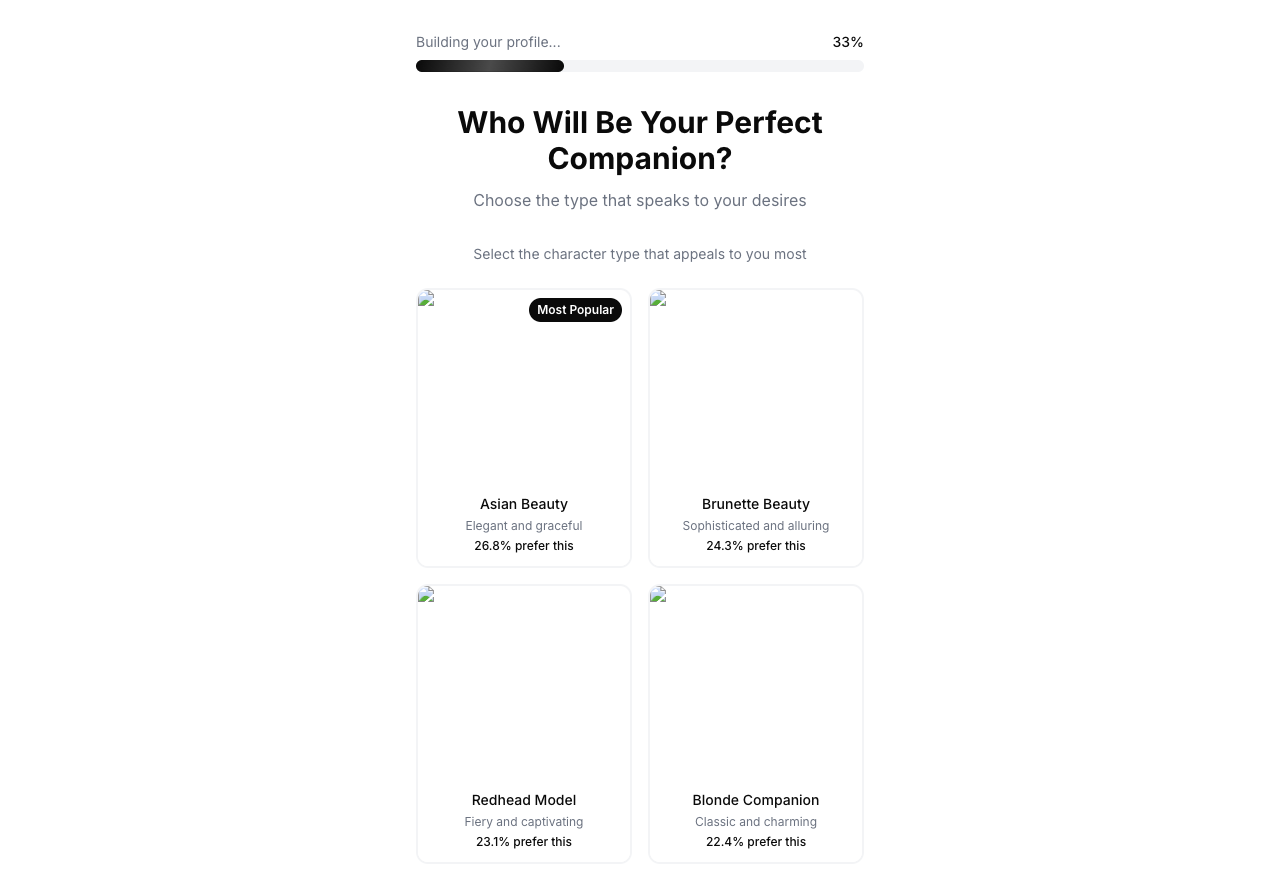 Building your profile...
33%
Who Will Be Your Perfect
Companion?
Choose the type that speaks to your desires
Select the character type that appeals to you most
Most Popular
Asian Beauty
Elegant and graceful
26.8% prefer this
Brunette Beauty
Sophisticated and alluring
24.3% prefer this
Redhead Model
Fiery and captivating
23.1% prefer this
Blonde Companion
Classic and charming
22.4% prefer this